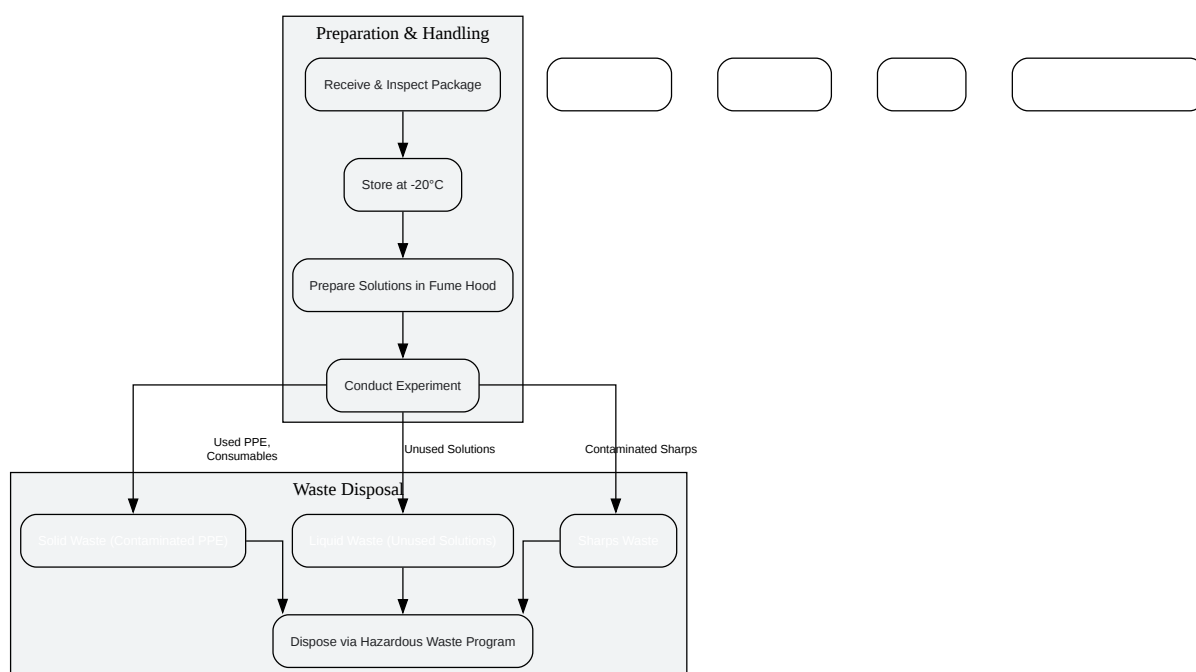 Preparation & Handling
Receive & Inspect Package
Store at -20°C
Prepare Solutions in Fume Hood
Conduct Experiment
Used PPE,
Consumables
Unused Solutions
Contaminated Sharps
Waste Disposal
Solid Waste (Contaminated PPE)
Liquid Waste (Unused Solutions)
Sharps Waste
Dispose via Hazardous Waste Program